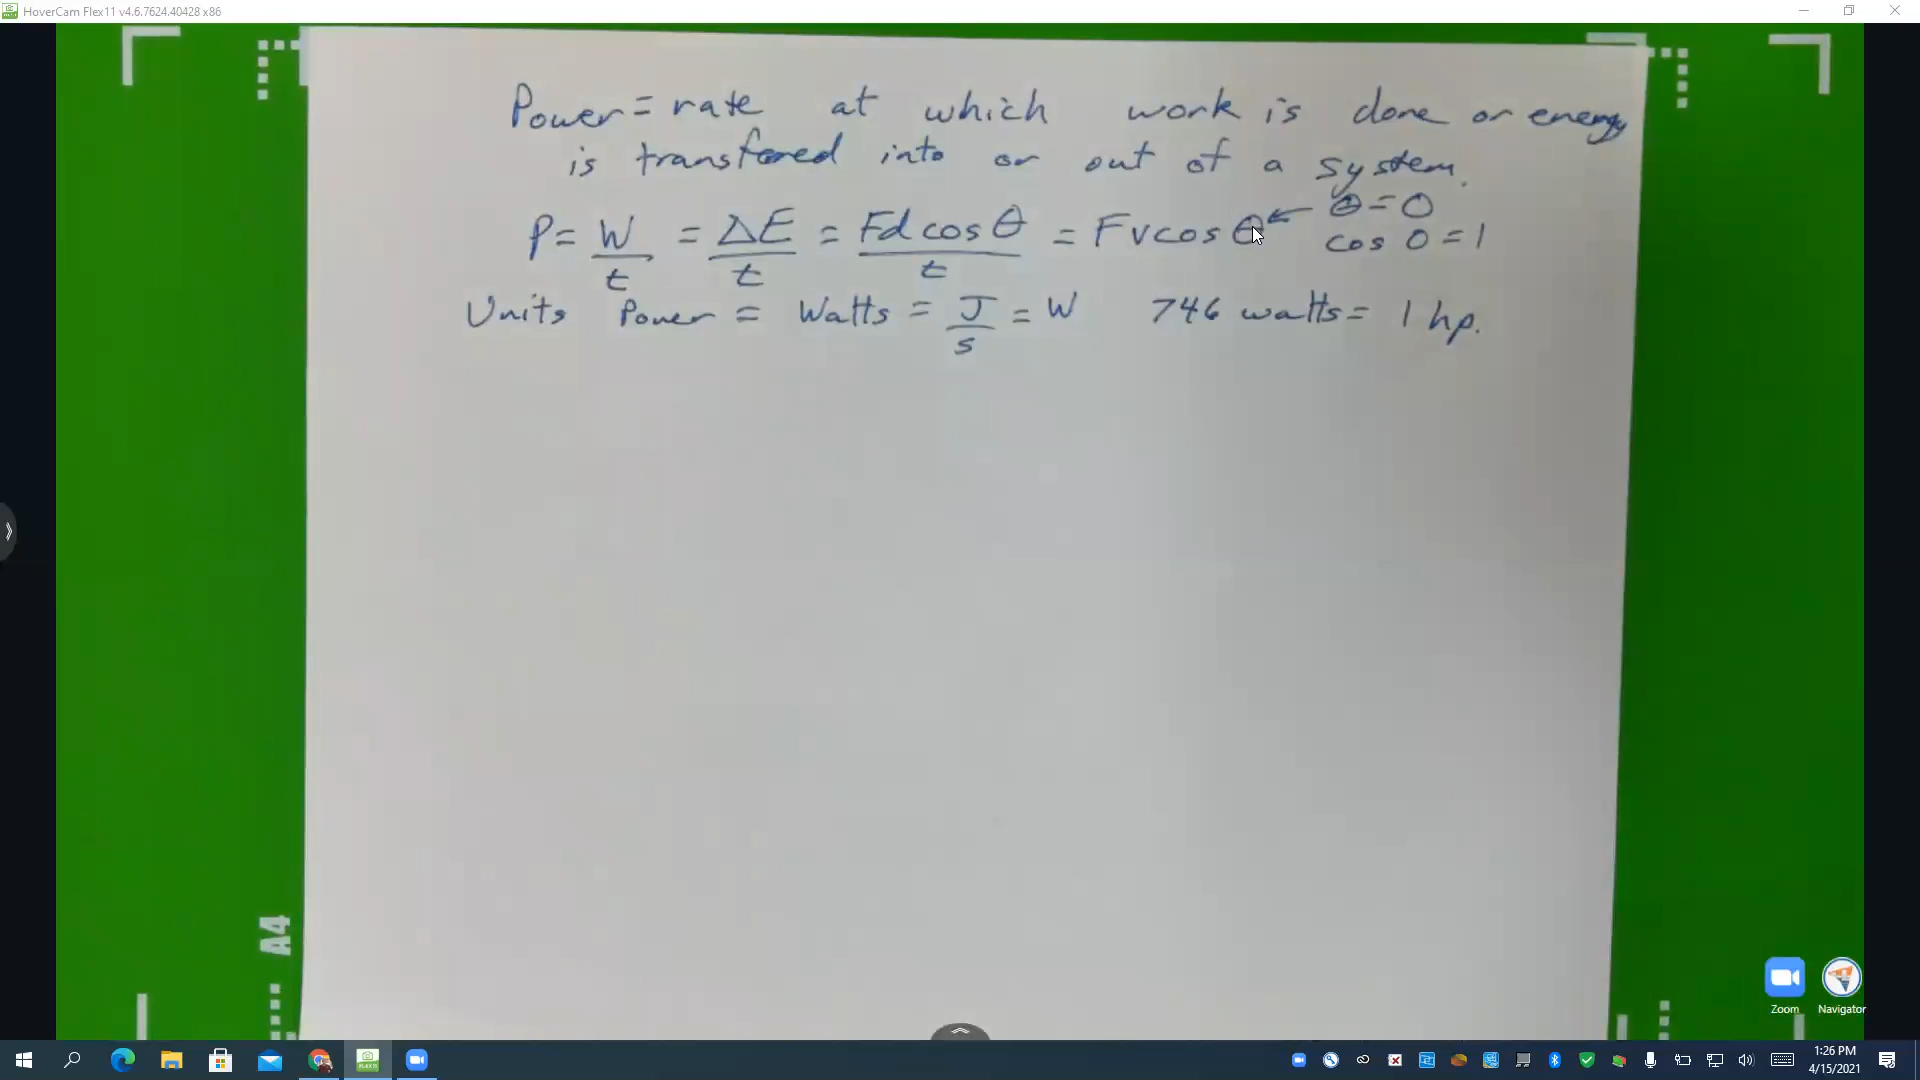 HoverCam Flex11 v4.6.7624.40428 x86
Power = rate at which work is done or energy
is transfered into or out of a system.
P = W/t = ΔE/t = Fd cos θ/t = Fv cos θ ← θ = 0
cos 0 = 1
Units Power = Watts = J/s = W 746 watts = 1 hp.
A4
Zoom Navigator
1:26 PM
4/15/2021